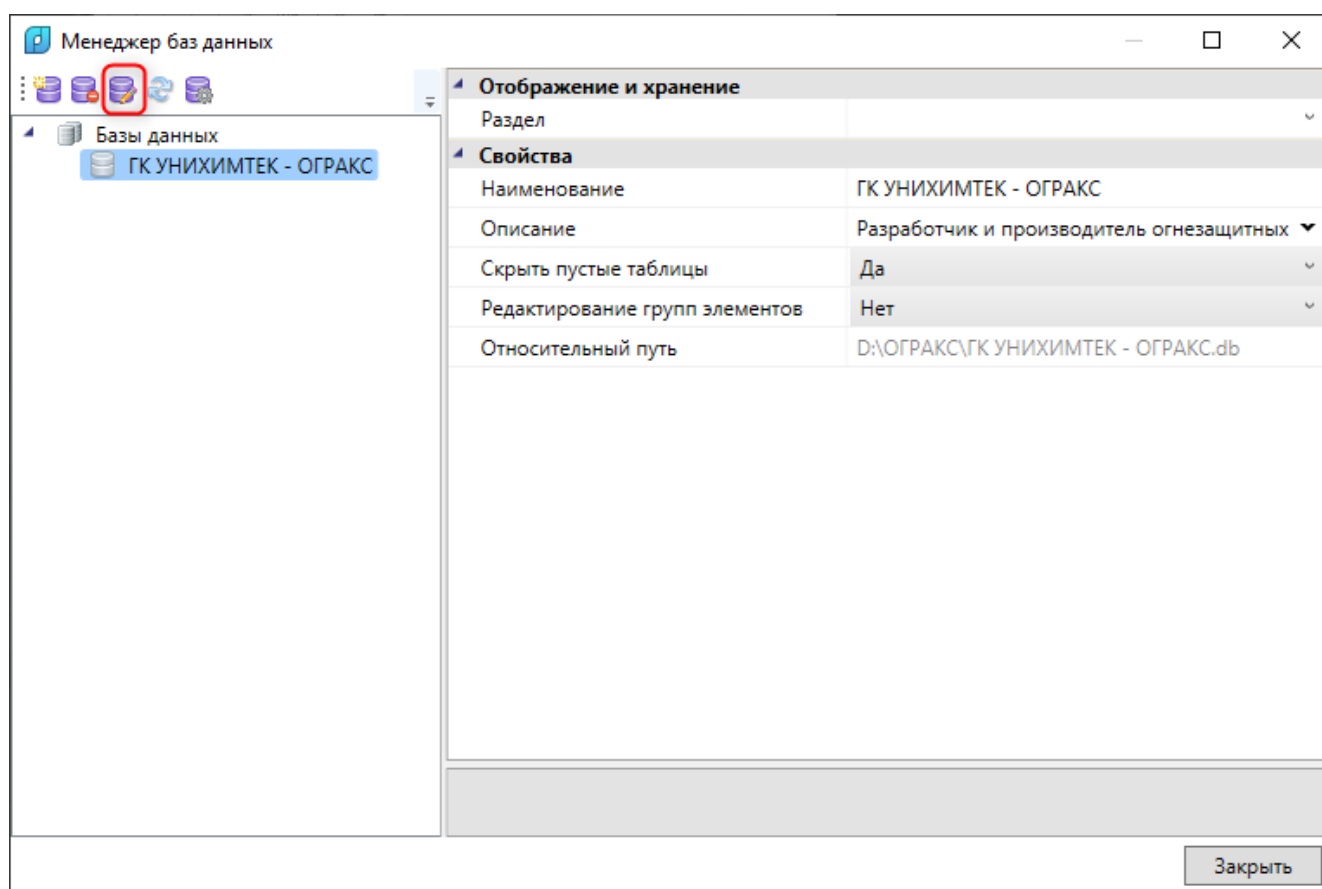 Менеджер баз данных
Базы данных
ГК УНИХИМТЕК - ОГРАКС
Отображение и хранение
Раздел
Свойства
Наименование ГК УНИХИМТЕК - ОГРАКС
Описание Разработчик и производитель огнезащитных
Скрыть пустые таблицы Да
Редактирование групп элементов Нет
Относительный путь D:\ОГРАКС\ГК УНИХИМТЕК - ОГРАКС.db
Закрыть